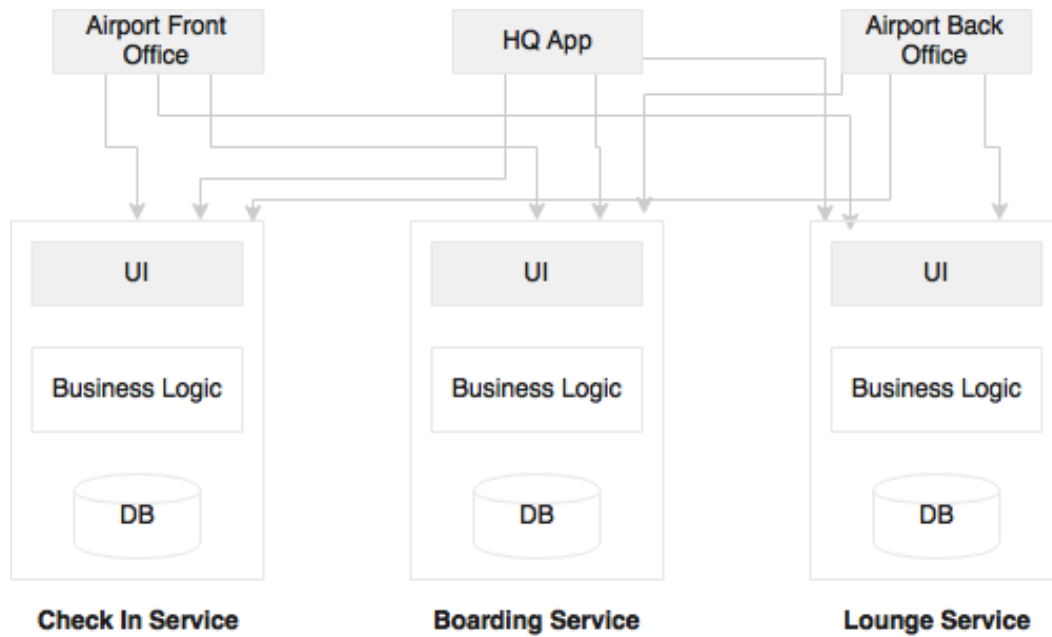 Airport Front
Office
HQ App
Airport Back
Office
UI
UI
UI
Business Logic
Business Logic
Business Logic
DB
DB
DB
Check In Service
Boarding Service
Lounge Service